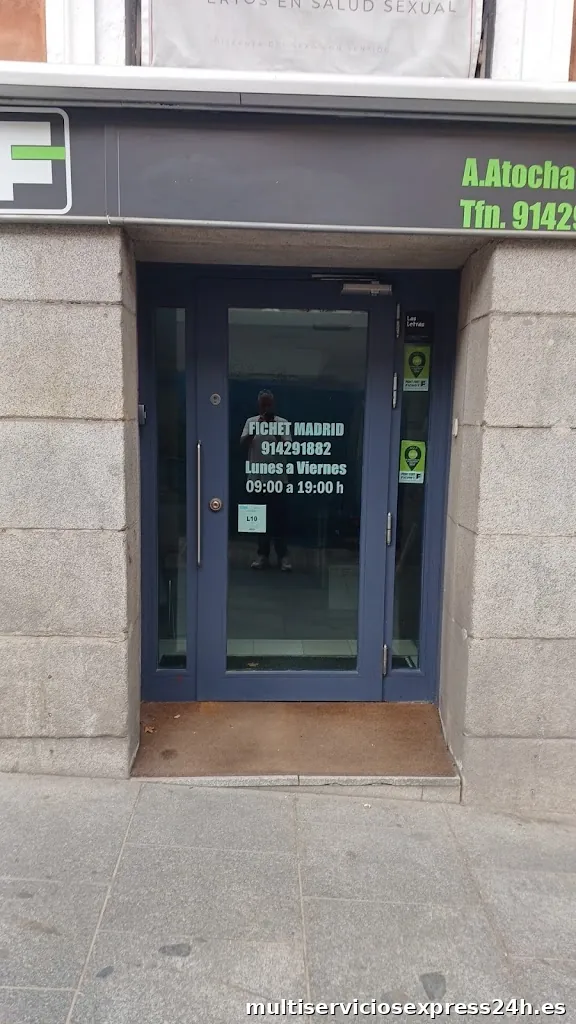 ERTOS EN SALUD SEXUAL
F
A.Atocha
Tfn. 91429
Las
Letras
FICHET MADRID
914291882
Lunes a Viernes
09:00 a 19:00 h
L19
F
multiserviciosexpress24h.es